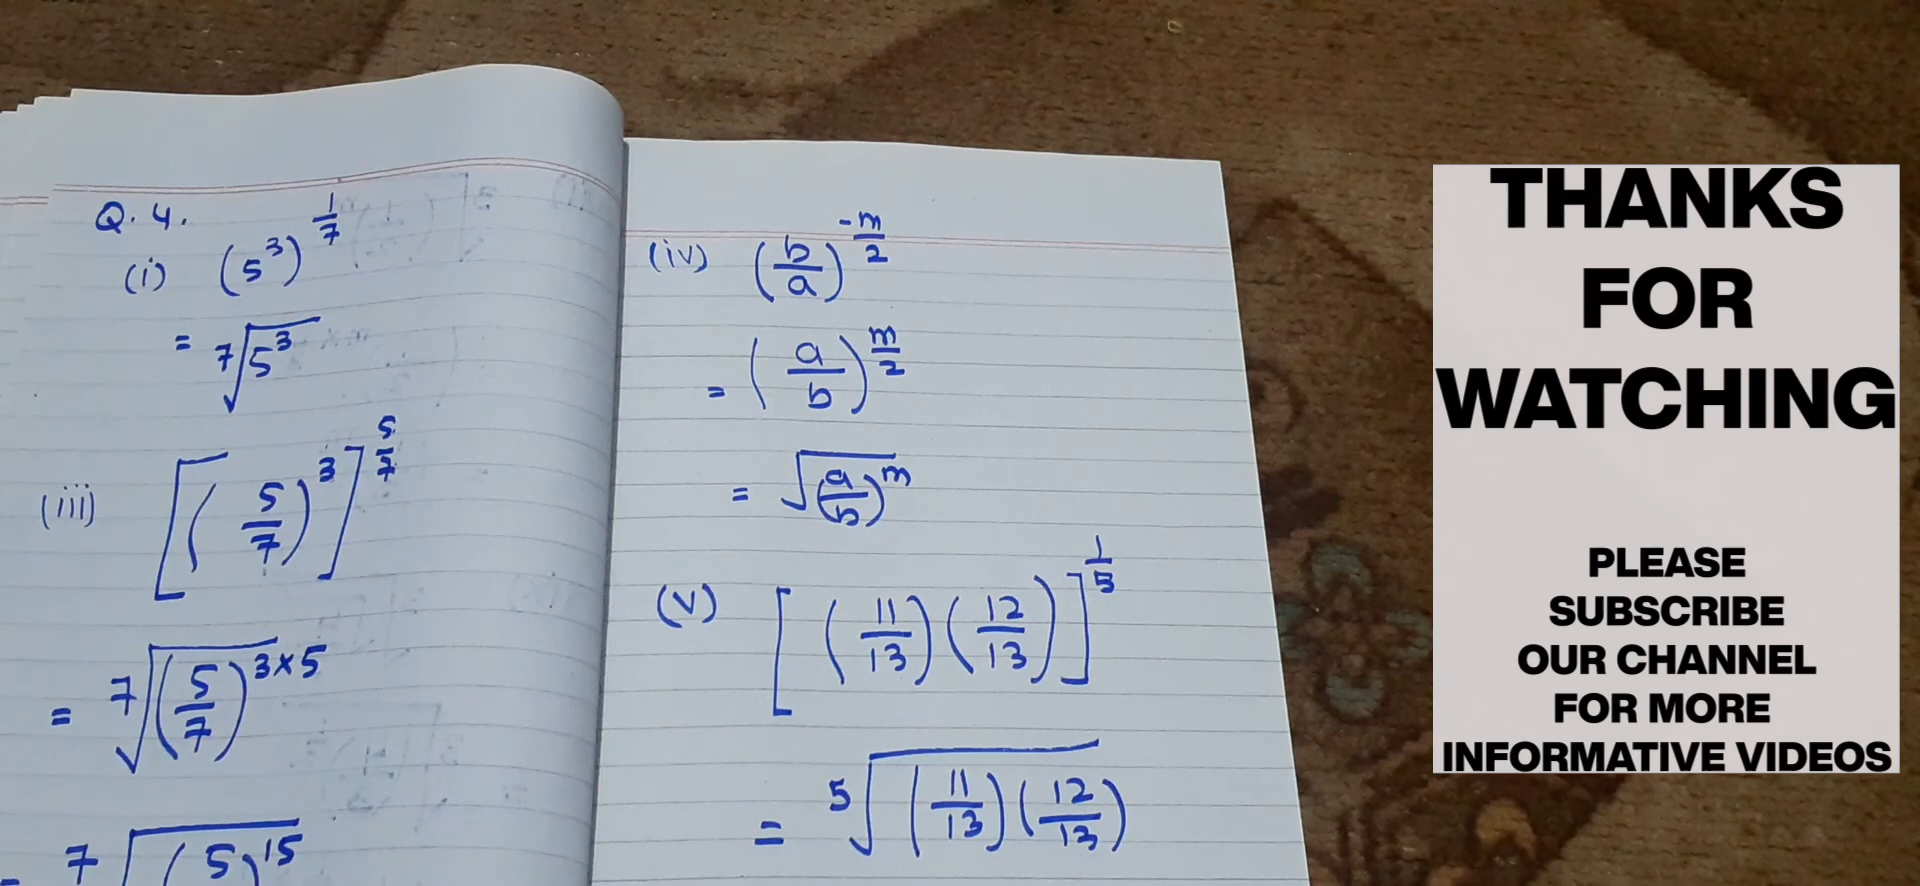 Q. 4.
(i) (5³)^(1/7)
= ⁷√5³
(iii) [(5/7)³]^(5/7)
= ⁷√(5/7)^(3×5)
= ⁷√(5/7)^15
(iv) (b/a)^(-m/2)
= (a/b)^(m/2)
= √(a/b)^m
(v) [(11/13)(12/13)]^(1/5)
= ⁵√(11/13)(12/13)
THANKS
FOR
WATCHING
PLEASE
SUBSCRIBE
OUR CHANNEL
FOR MORE
INFORMATIVE VIDEOS